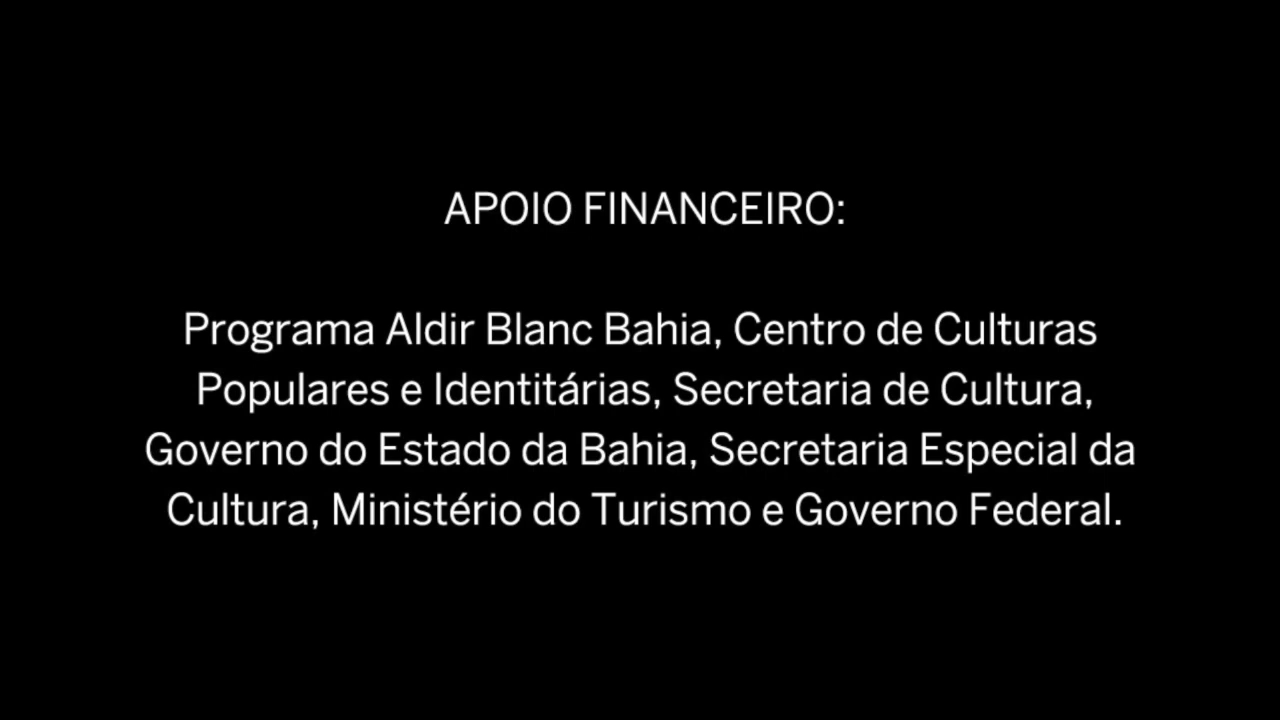 APOIO FINANCEIRO:
Programa Aldir Blanc Bahia, Centro de Culturas
Populares e Identitárias, Secretaria de Cultura,
Governo do Estado da Bahia, Secretaria Especial da
Cultura, Ministério do Turismo e Governo Federal.